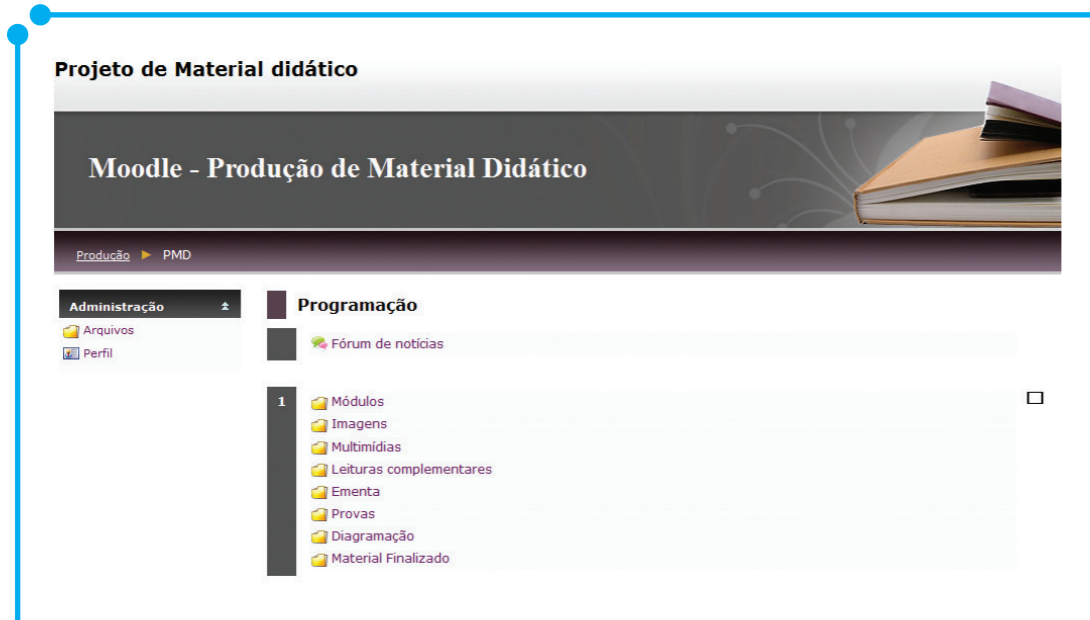 Projeto de Material didático
Moodle - Produção de Material Didático
Produção PMD
Administração
Arquivos
Perfil
Programação
Fórum de notícias
1
Módulos
Imagens
Multimídias
Leituras complementares
Ementa
Provas
Diagramação
Material Finalizado